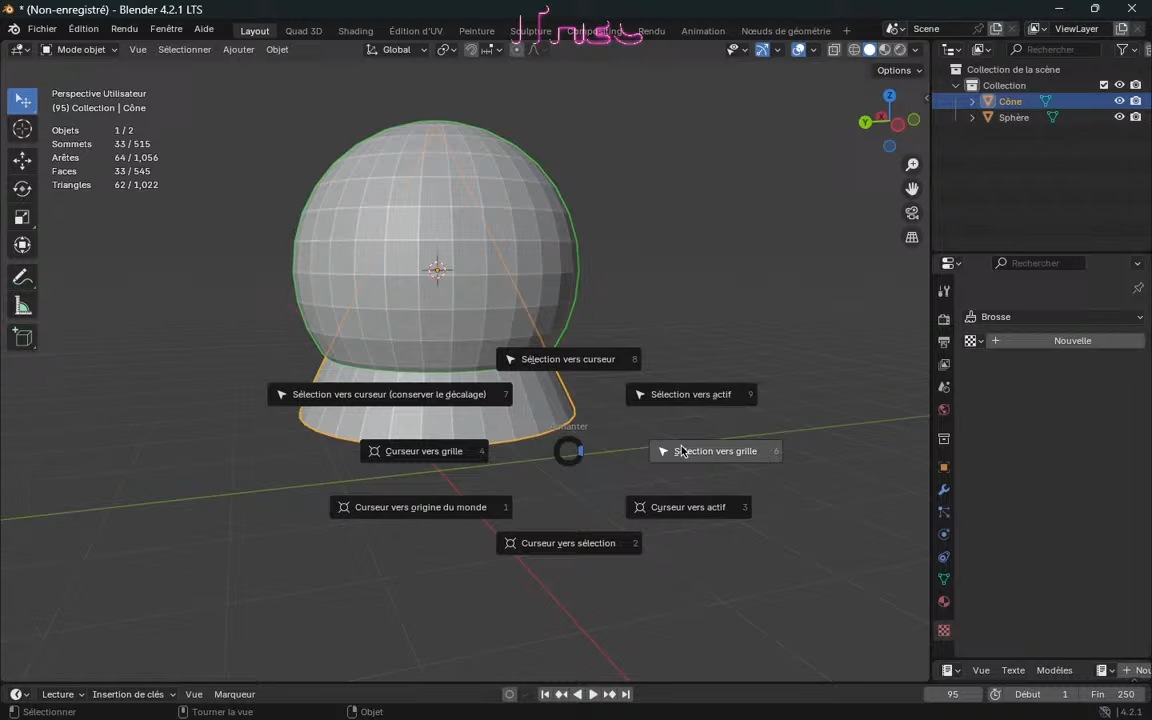 * (Non-enregistré) - Blender 4.2.1 LTS
Fichier Édition Rendu Fenêtre Aide Layout Quad 3D Shading Édition d'UV Peinture Sculpture Compositing Rendu Animation Nœuds de géométrie Scene ViewLayer
Mode objet Vue Sélectionner Ajouter Objet Global Rechercher
Options
Collection de la scène
Collection
Cône
Sphère
Perspective Utilisateur
(95) Collection | Cône
Objets 1 / 2
Sommets 33 / 515
Arêtes 64 / 1,056
Faces 33 / 545
Triangles 62 / 1,022
Z
Y
Rechercher
Brosse
Nouvelle
Sélection vers curseur 8
Sélection vers curseur (conserver le décalage) 7
Sélection vers actif 9
Curseur vers grille 4
Sélection vers grille 6
Curseur vers origine du monde 1
Curseur vers actif 3
Curseur vers sélection 2
Vue Texte Modèles + Nou
Lecture Insertion de clés Vue Marqueur 95 Début 1 Fin 250
Sélectionner Tourner la vue Objet 4.2.1